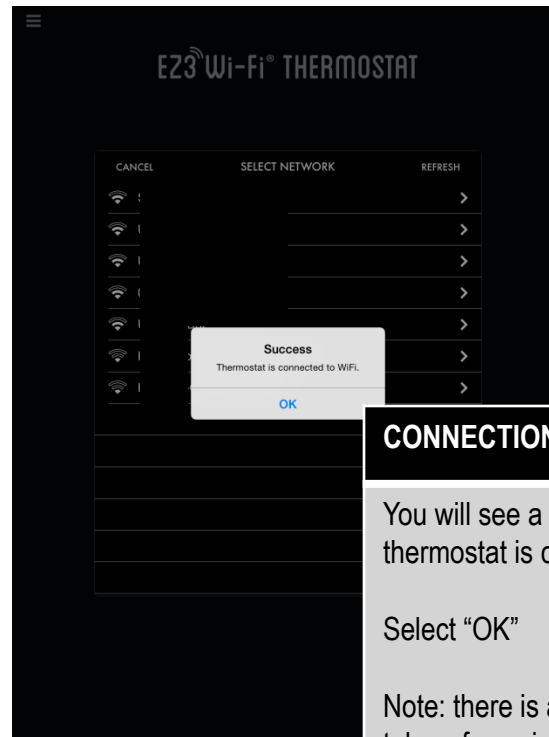 EZ3 Wi-Fi® THERMOSTAT
CANCEL SELECT NETWORK REFRESH
Success
Thermostat is connected to WiFi.
OK
CONNECTION
You will see a
thermostat is
Select “OK”
Note: there is